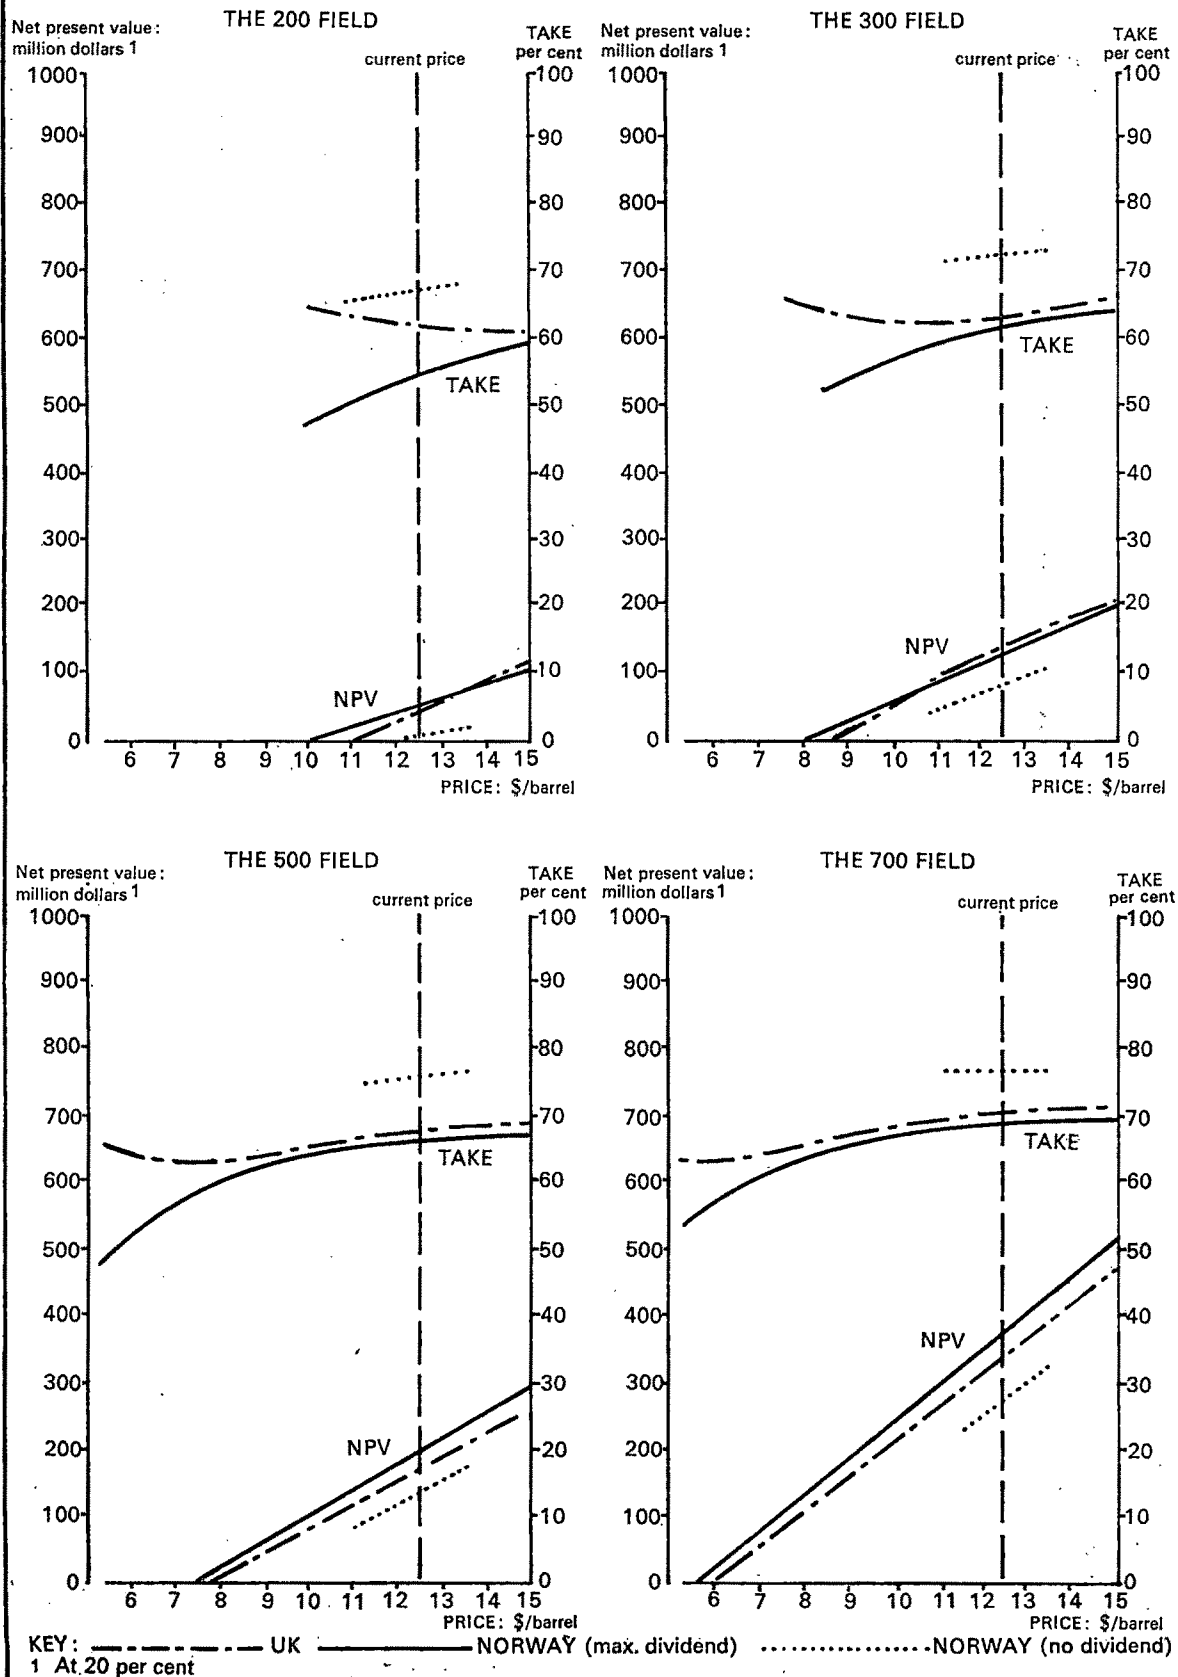 THE 200 FIELD
Net present value:
million dollars 1
TAKE
per cent
current price
1000
900
800
700
600
500
400
300
200
100
0
100
90
80
70
60
50
40
30
20
10
0
TAKE
NPV
6 7 8 9 10 11 12 13 14 15
PRICE: $/barrel
THE 300 FIELD
Net present value:
million dollars 1
TAKE
per cent
current price
1000
900
800
700
600
500
400
300
200
100
0
100
90
80
70
60
50
40
30
20
10
0
TAKE
NPV
6 7 8 9 10 11 12 13 14 15
PRICE: $/barrel
THE 500 FIELD
Net present value:
million dollars 1
TAKE
per cent
current price
1000
900
800
700
600
500
400
300
200
100
0
100
90
80
70
60
50
40
30
20
10
0
TAKE
NPV
6 7 8 9 10 11 12 13 14 15
PRICE: $/barrel
THE 700 FIELD
Net present value:
million dollars 1
TAKE
per cent
current price
1000
900
800
700
600
500
400
300
200
100
0
100
90
80
70
60
50
40
30
20
10
0
TAKE
NPV
6 7 8 9 10 11 12 13 14 15
PRICE: $/barrel
KEY: UK NORWAY (max. dividend) NORWAY (no dividend)
1 At 20 per cent